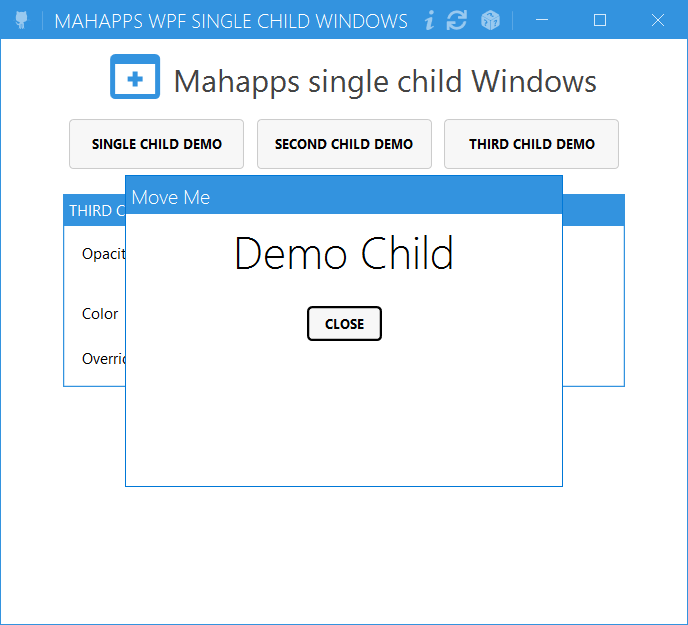 MAHAPPS WPF SINGLE CHILD WINDOWS
Mahapps single child Windows
SINGLE CHILD DEMO SECOND CHILD DEMO THIRD CHILD DEMO
Move Me
THIRD C
Demo Child
Opacit
CLOSE
Color
Overric